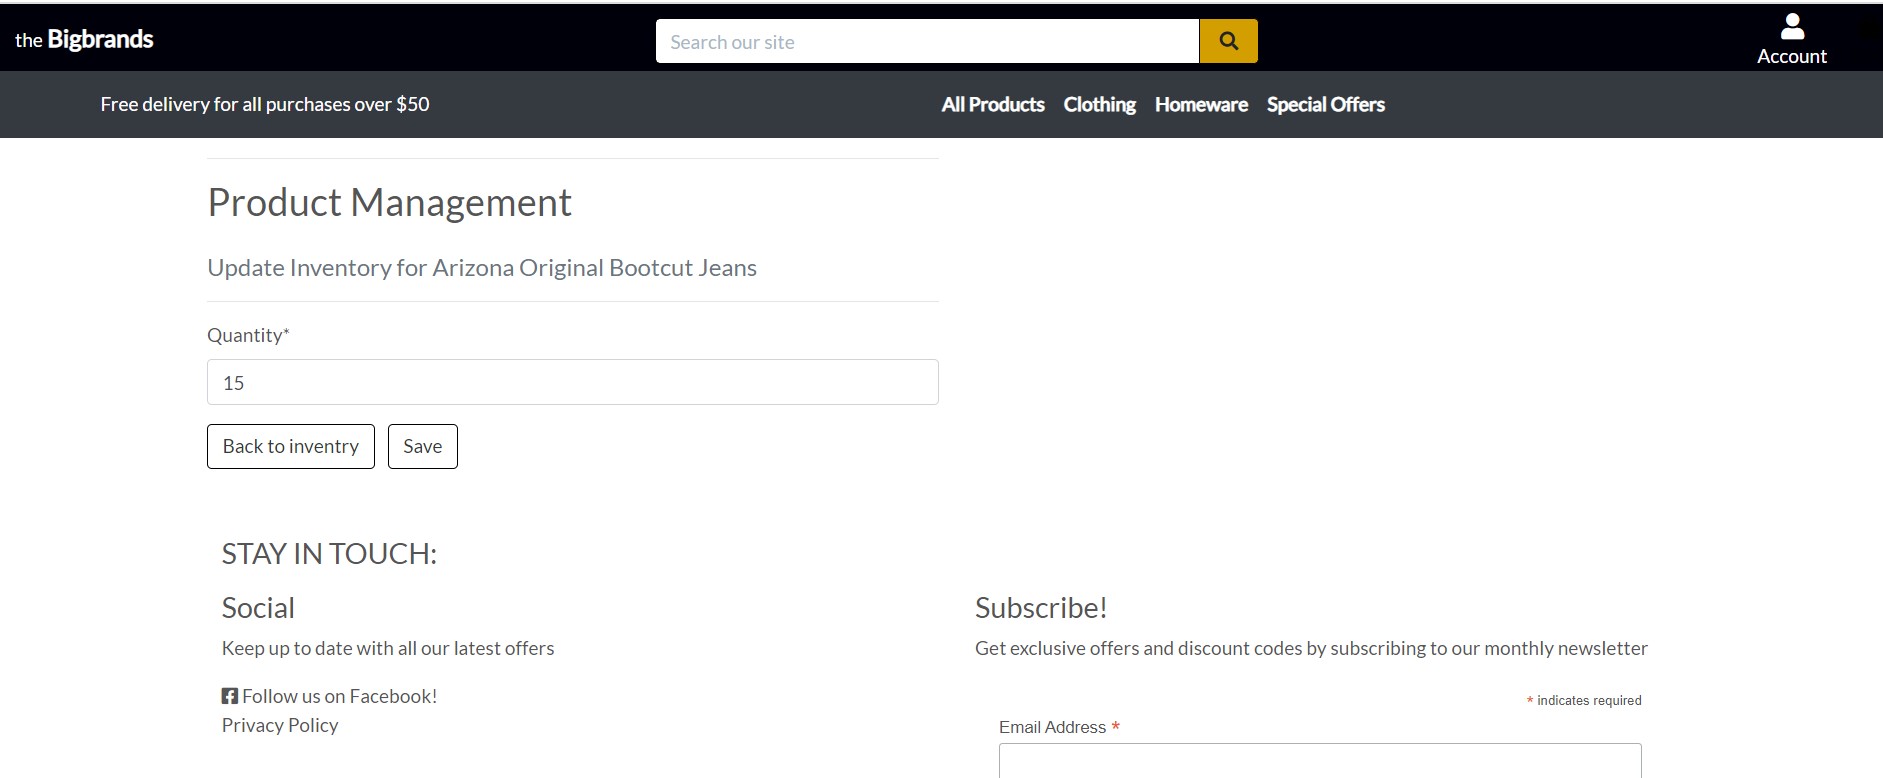 the Bigbrands
Search our site
Account
Free delivery for all purchases over $50
All Products Clothing Homeware Special Offers
Product Management
Update Inventory for Arizona Original Bootcut Jeans
Quantity*
15
Back to inventry Save
STAY IN TOUCH:
Social
Keep up to date with all our latest offers
Follow us on Facebook!
Privacy Policy
Subscribe!
Get exclusive offers and discount codes by subscribing to our monthly newsletter
* indicates required
Email Address *